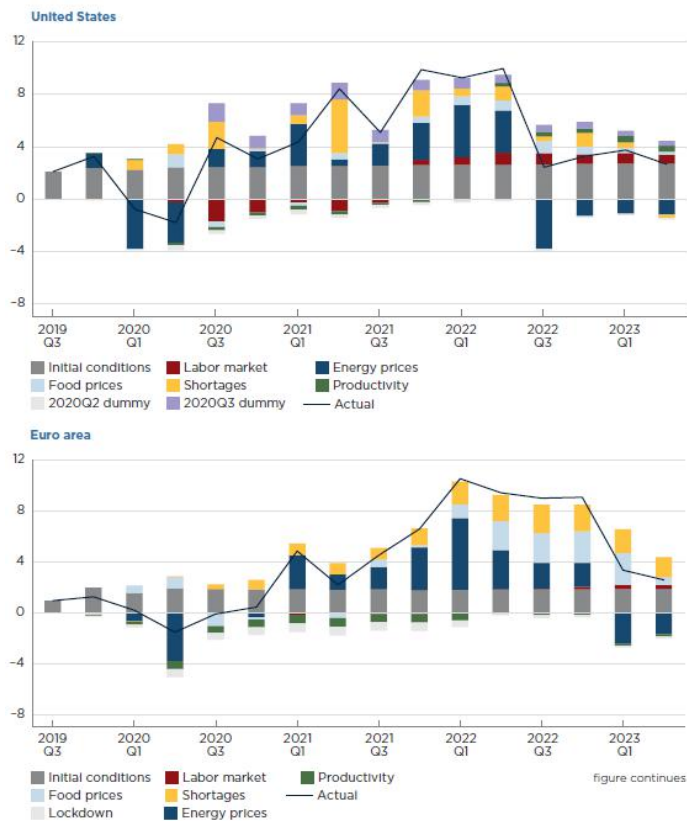 United States
12
8
4
0
−4
−8
2019 2020 2020 2021 2021 2022 2022 2023
Q3 Q1 Q3 Q1 Q3 Q1 Q3 Q1
Initial conditions Labor market Energy prices
Food prices Shortages Productivity
2020Q2 dummy 2020Q3 dummy Actual
Euro area
12
8
4
0
−4
−8
2019 2020 2020 2021 2021 2022 2022 2023
Q3 Q1 Q3 Q1 Q3 Q1 Q3 Q1
Initial conditions Labor market Productivity figure continues
Food prices Shortages Actual
Lockdown Energy prices